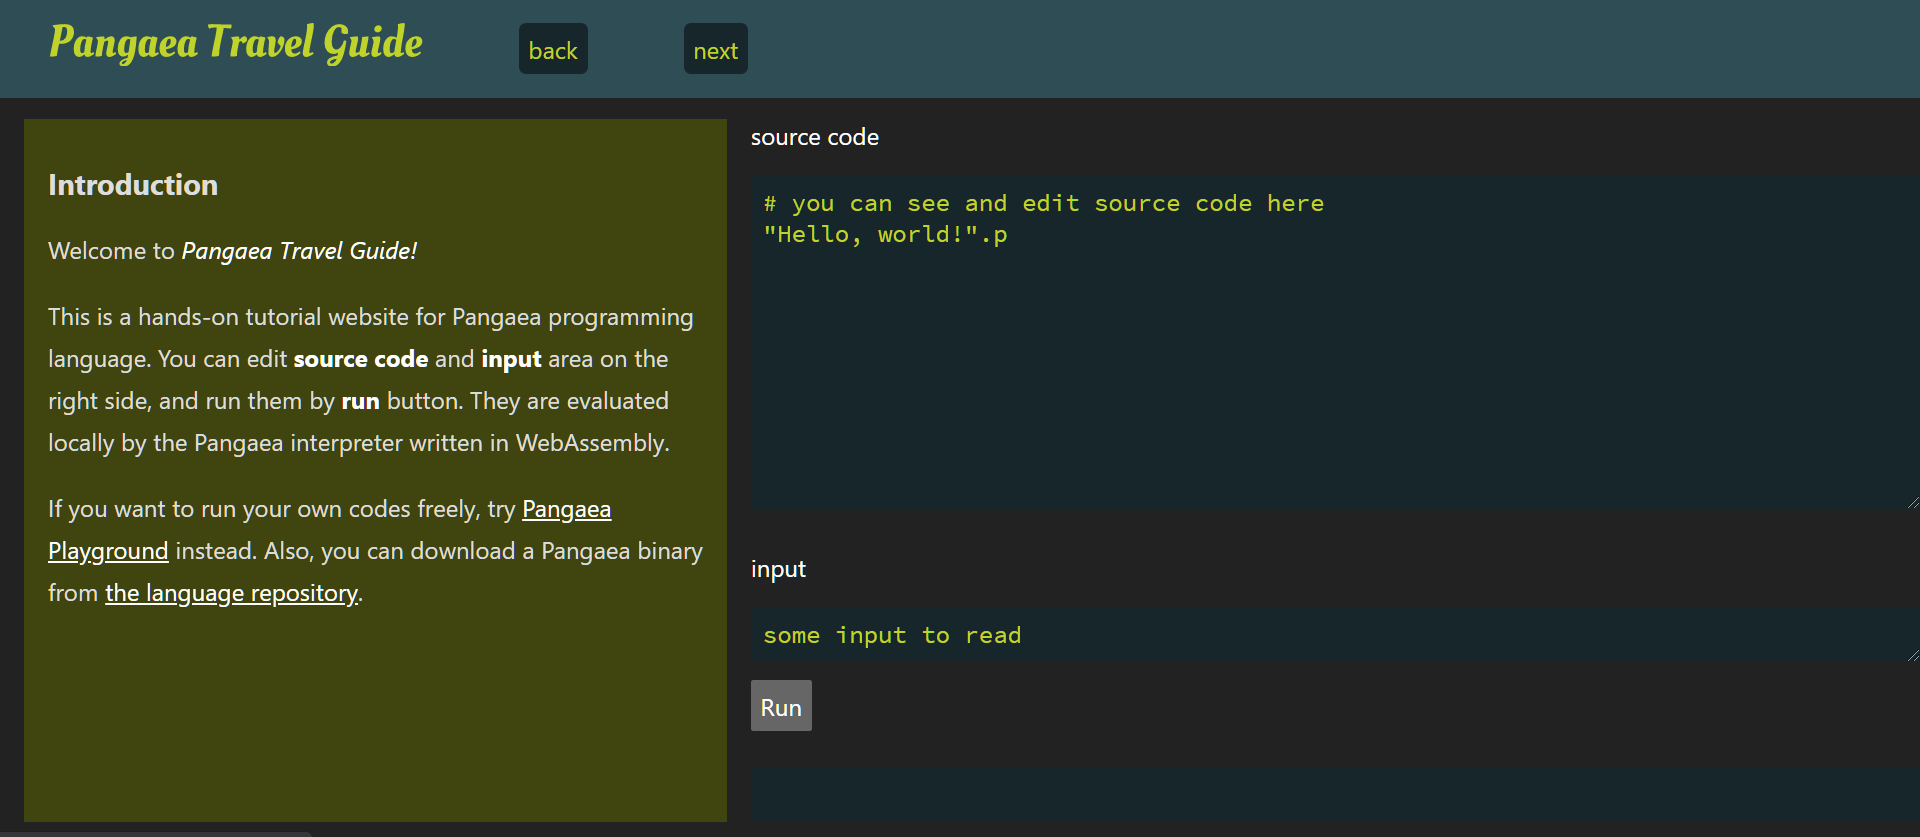 Pangaea Travel Guide
back
next
Introduction
Welcome to Pangaea Travel Guide!
This is a hands-on tutorial website for Pangaea programming
language. You can edit source code and input area on the
right side, and run them by run button. They are evaluated
locally by the Pangaea interpreter written in WebAssembly.
If you want to run your own codes freely, try Pangaea
Playground instead. Also, you can download a Pangaea binary
from the language repository.
source code
# you can see and edit source code here
"Hello, world!".p
input
some input to read
Run